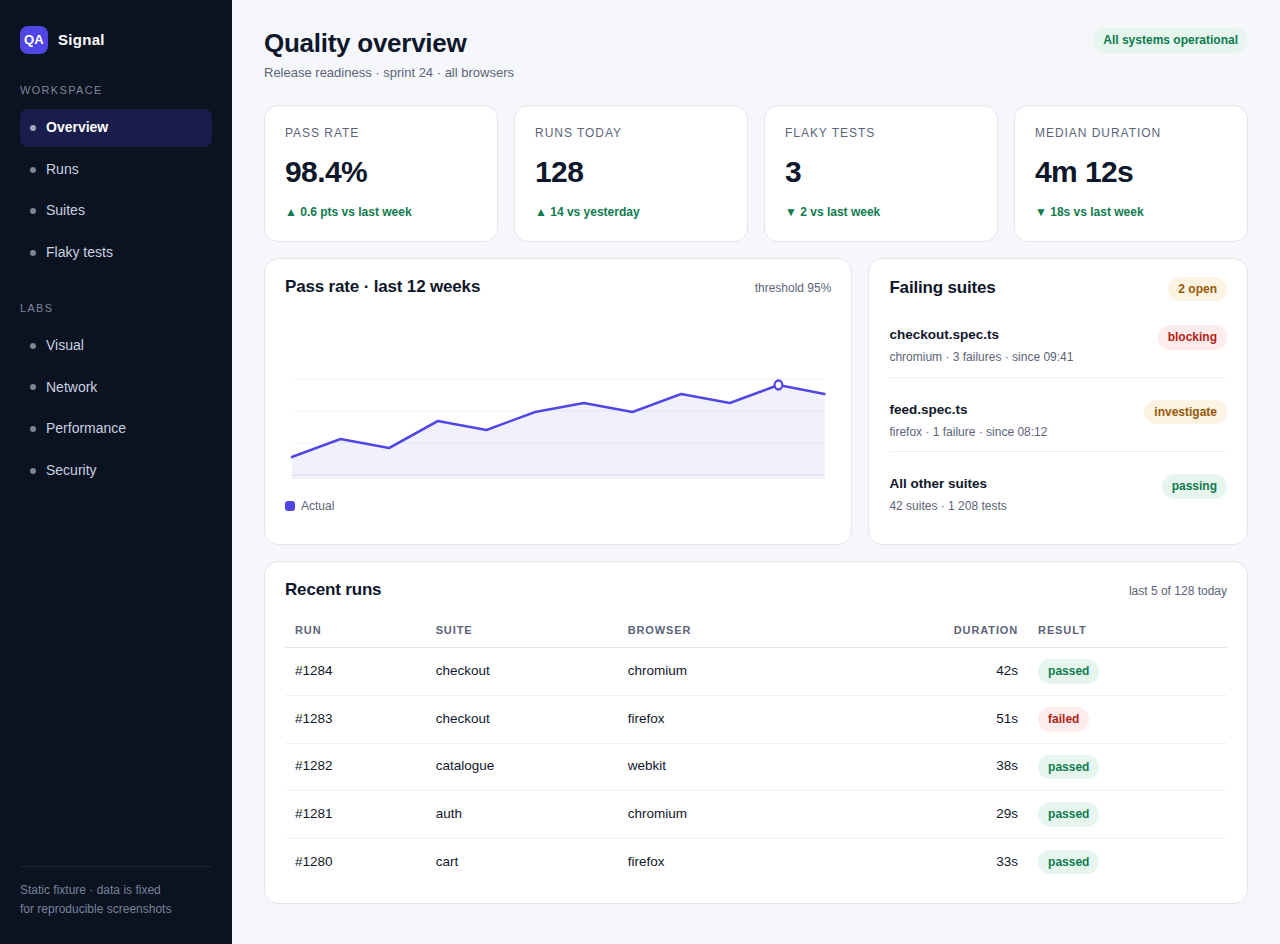 QA Signal
WORKSPACE
Overview
Runs
Suites
Flaky tests
LABS
Visual
Network
Performance
Security
Static fixture · data is fixed
for reproducible screenshots
Quality overview
All systems operational
Release readiness · sprint 24 · all browsers
PASS RATE
98.4%
▲ 0.6 pts vs last week
RUNS TODAY
128
▲ 14 vs yesterday
FLAKY TESTS
3
▼ 2 vs last week
MEDIAN DURATION
4m 12s
▼ 18s vs last week
Pass rate · last 12 weeks
threshold 95%
Actual
Failing suites
2 open
checkout.spec.ts
blocking
chromium · 3 failures · since 09:41
feed.spec.ts
investigate
firefox · 1 failure · since 08:12
All other suites
passing
42 suites · 1 208 tests
Recent runs
last 5 of 128 today
RUN SUITE BROWSER DURATION RESULT
#1284 checkout chromium 42s passed
#1283 checkout firefox 51s failed
#1282 catalogue webkit 38s passed
#1281 auth chromium 29s passed
#1280 cart firefox 33s passed